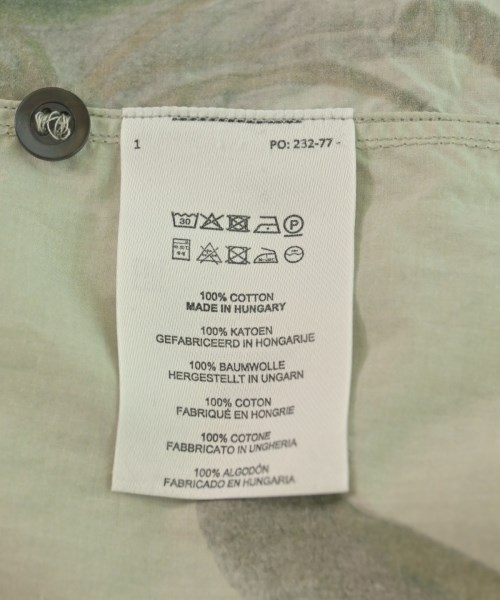 1 PO: 232-77 -
30 P
100% COTTON
MADE IN HUNGARY
100% KATOEN
GEFABRICEERD IN HONGARIJE
100% BAUMWOLLE
HERGESTELLT IN UNGARN
100% COTON
FABRIQUÉ EN HONGRIE
100% COTONE
FABBRICATO IN UNGHERIA
100% ALGODÓN
FABRICADO EN HUNGARIA